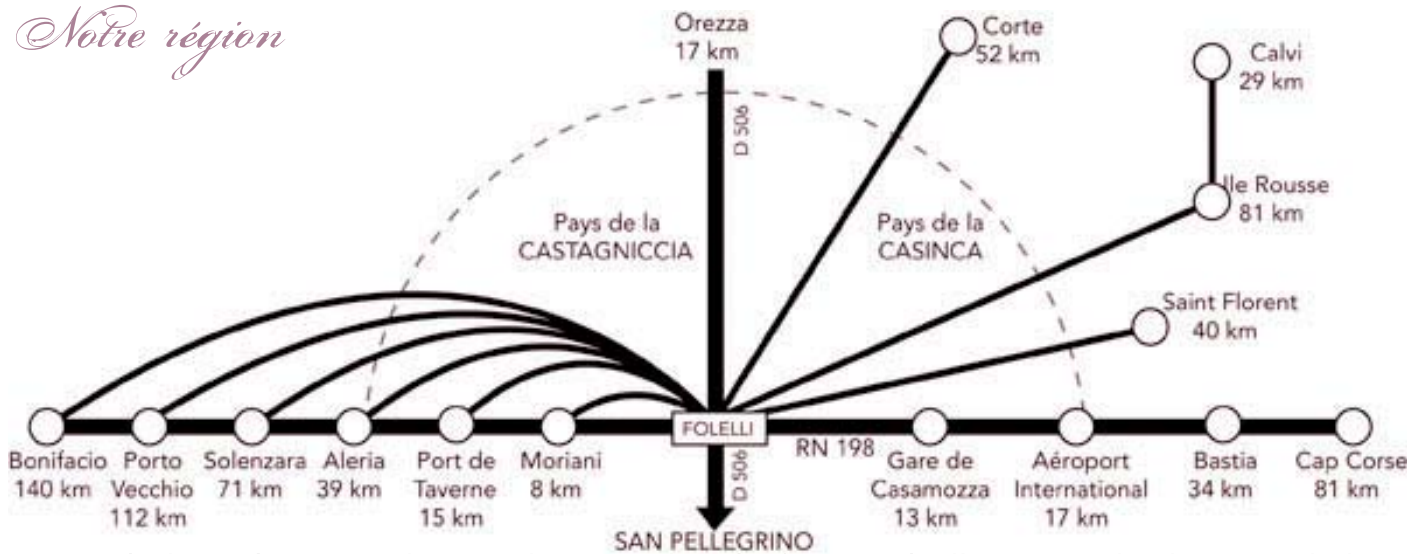 Notre région
Orezza
17 km
Corte
52 km
Calvi
29 km
D 506
Ile Rousse
81 km
Pays de la
CASTAGNICCIA
Pays de la
CASINCA
Saint Florent
40 km
FOLELLI
RN 198
Bonifacio
140 km
Porto
Vecchio
112 km
Solenzara
71 km
Aleria
39 km
Port de
Taverne
15 km
Moriani
8 km
D 506
Gare de
Casamozza
13 km
Aéroport
International
17 km
Bastia
34 km
Cap Corse
81 km
SAN PELLEGRINO